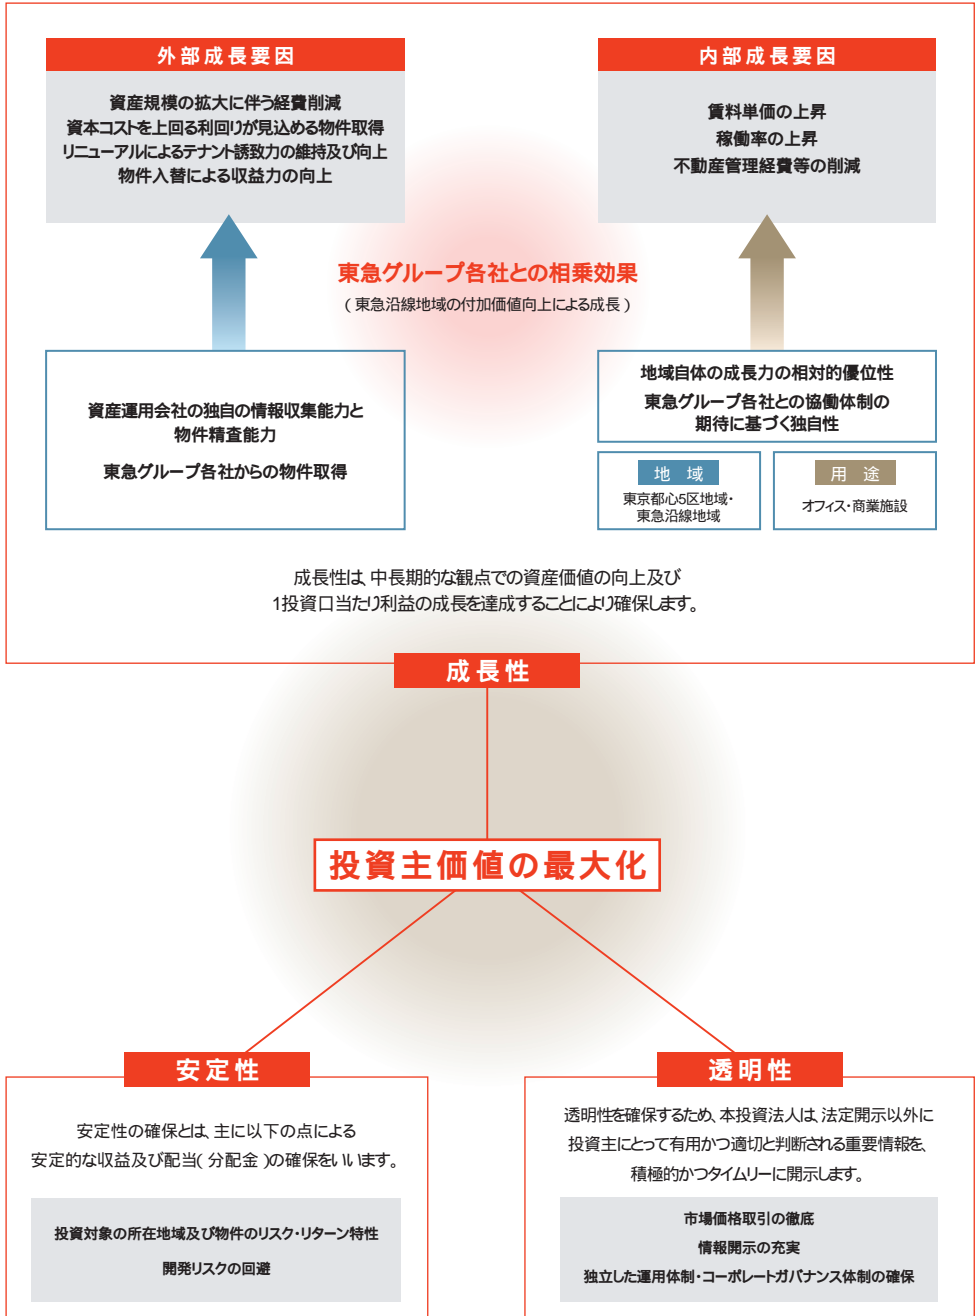 外部成長要因
資産規模の拡大に伴う経費削減
資本コストを上回る利回りが見込める物件取得
リニューアルによるテナント誘致力の維持及び向上
物件入替による収益力の向上
内部成長要因
賃料単価の上昇
稼働率の上昇
不動産管理経費等の削減
東急グループ各社との相乗効果
(東急沿線地域の付加価値向上による成長)
資産運用会社の独自の情報収集能力と
物件精査能力
東急グループ各社からの物件取得
地域自体の成長力の相対的優位性
東急グループ各社との協働体制の
期待に基づく独自性
地 域
東京都心5区地域・
東急沿線地域
用 途
オフィス・商業施設
成長性は、中長期的な観点での資産価値の向上及び
1投資口当たり利益の成長を達成することにより確保します。
成長性
投資主価値の最大化
安定性
安定性の確保とは、主に以下の点による
安定的な収益及び配当(分配金)の確保をいいます。
投資対象の所在地域及び物件のリスク・リターン特性
開発リスクの回避
透明性
透明性を確保するため、本投資法人は、法定開示以外に
投資主にとって有用かつ適切と判断される重要情報を、
積極的かつタイムリーに開示します。
市場価格取引の徹底
情報開示の充実
独立した運用体制・コーポレートガバナンス体制の確保